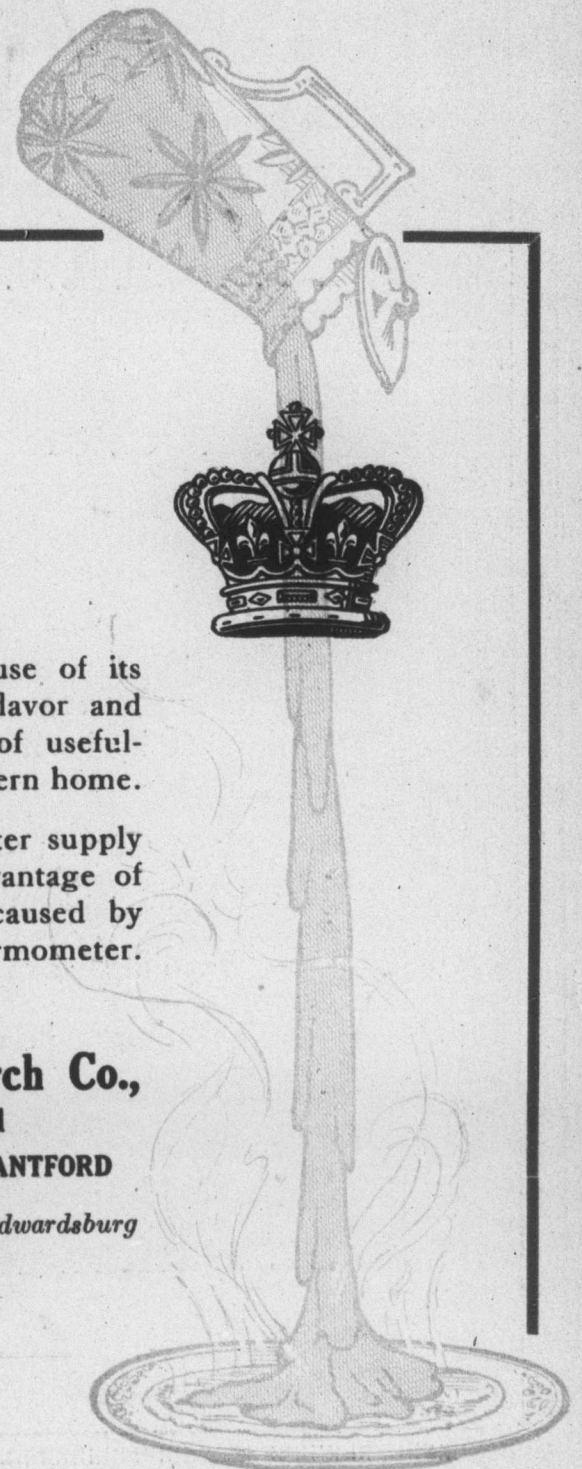 use of its
lavor and
of useful-
ern home.
ter supply
antage of
caused by
rmometer.
rch Co.,
ANTFORD
dwardsburg